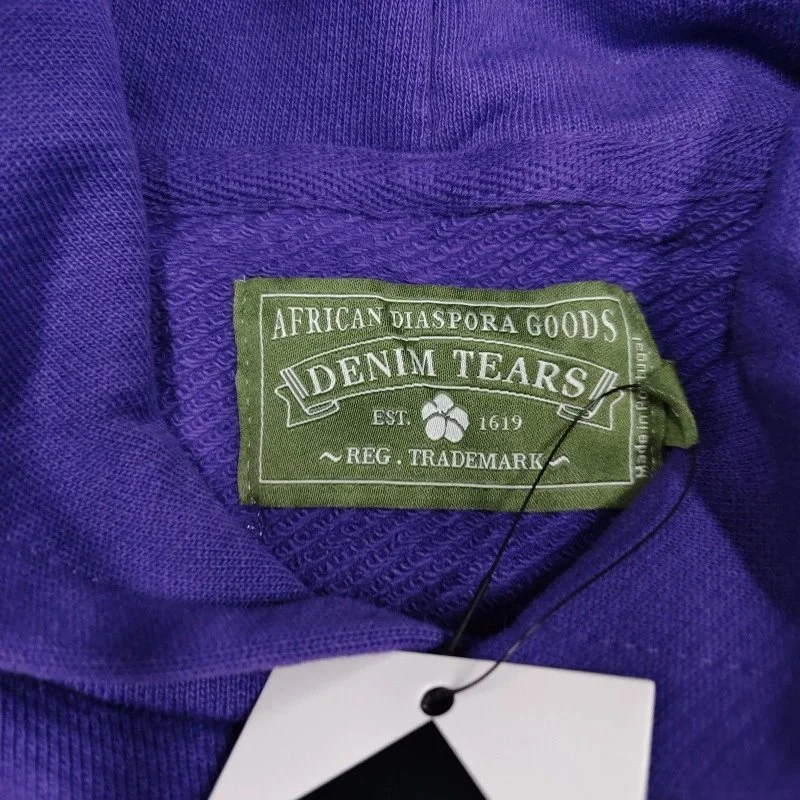 AFRICAN DIASPORA GOODS
DENIM TEARS
EST. 1619
~REG . TRADEMARK~
Made in Portugal